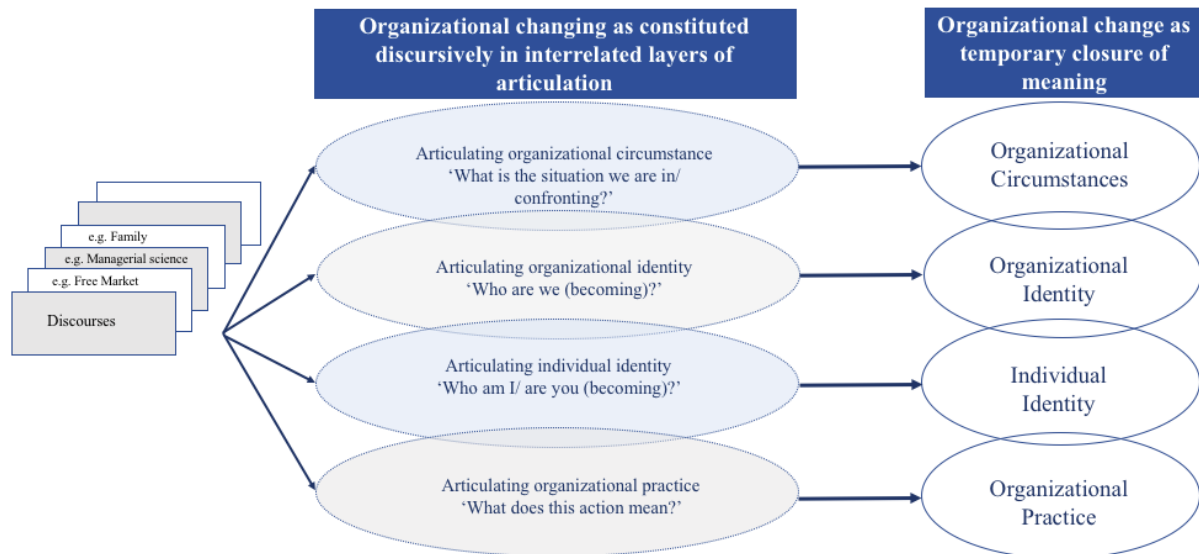 Organizational changing as constituted
discursively in interrelated layers of
articulation
Organizational change as
temporary closure of
meaning
e.g. Family
e.g. Managerial science
e.g. Free Market
Discourses
Articulating organizational circumstance
‘What is the situation we are in/
confronting?’
Organizational
Circumstances
Articulating organizational identity
‘Who are we (becoming)?’
Organizational
Identity
Articulating individual identity
‘Who am I/ are you (becoming)?’
Individual
Identity
Articulating organizational practice
‘What does this action mean?’
Organizational
Practice